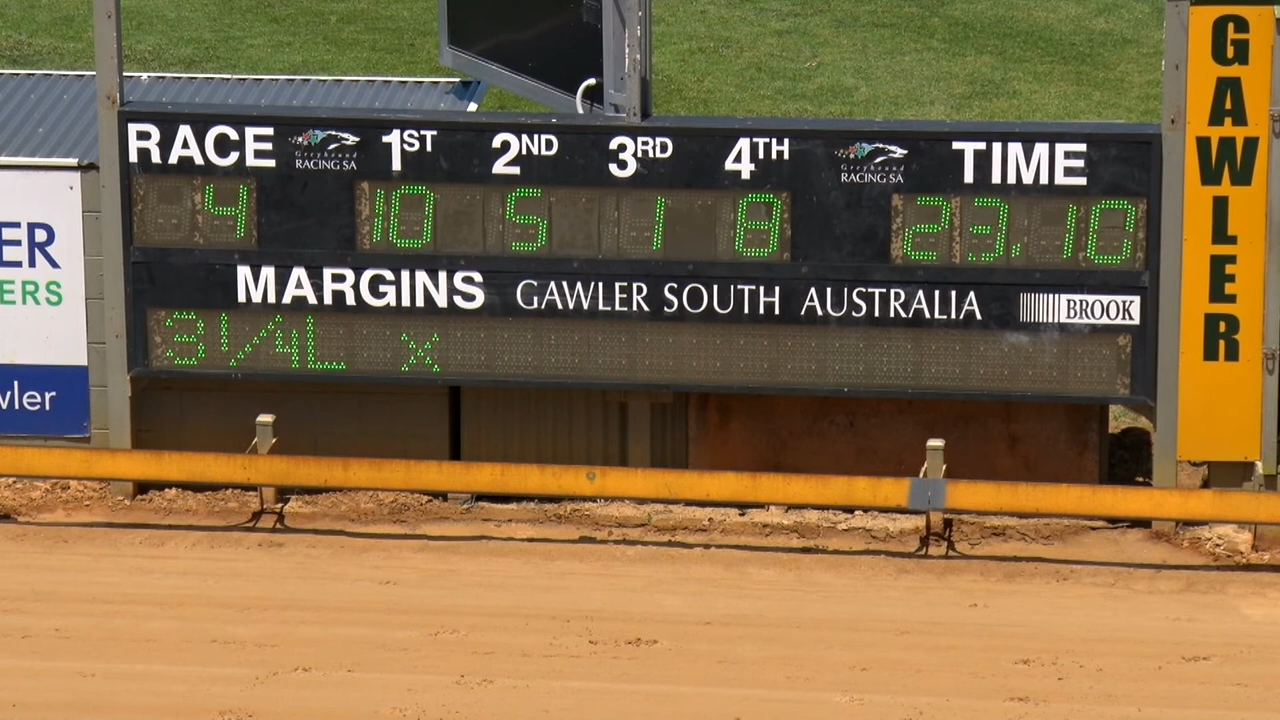 RACE Greyhound RACING SA 1ST 2ND 3RD 4TH Greyhound RACING SA TIME
4 10 5 1 8 23.10
MARGINS GAWLER SOUTH AUSTRALIA BROOK
3 1/4L X
GAWLER
ER
ERS
wler